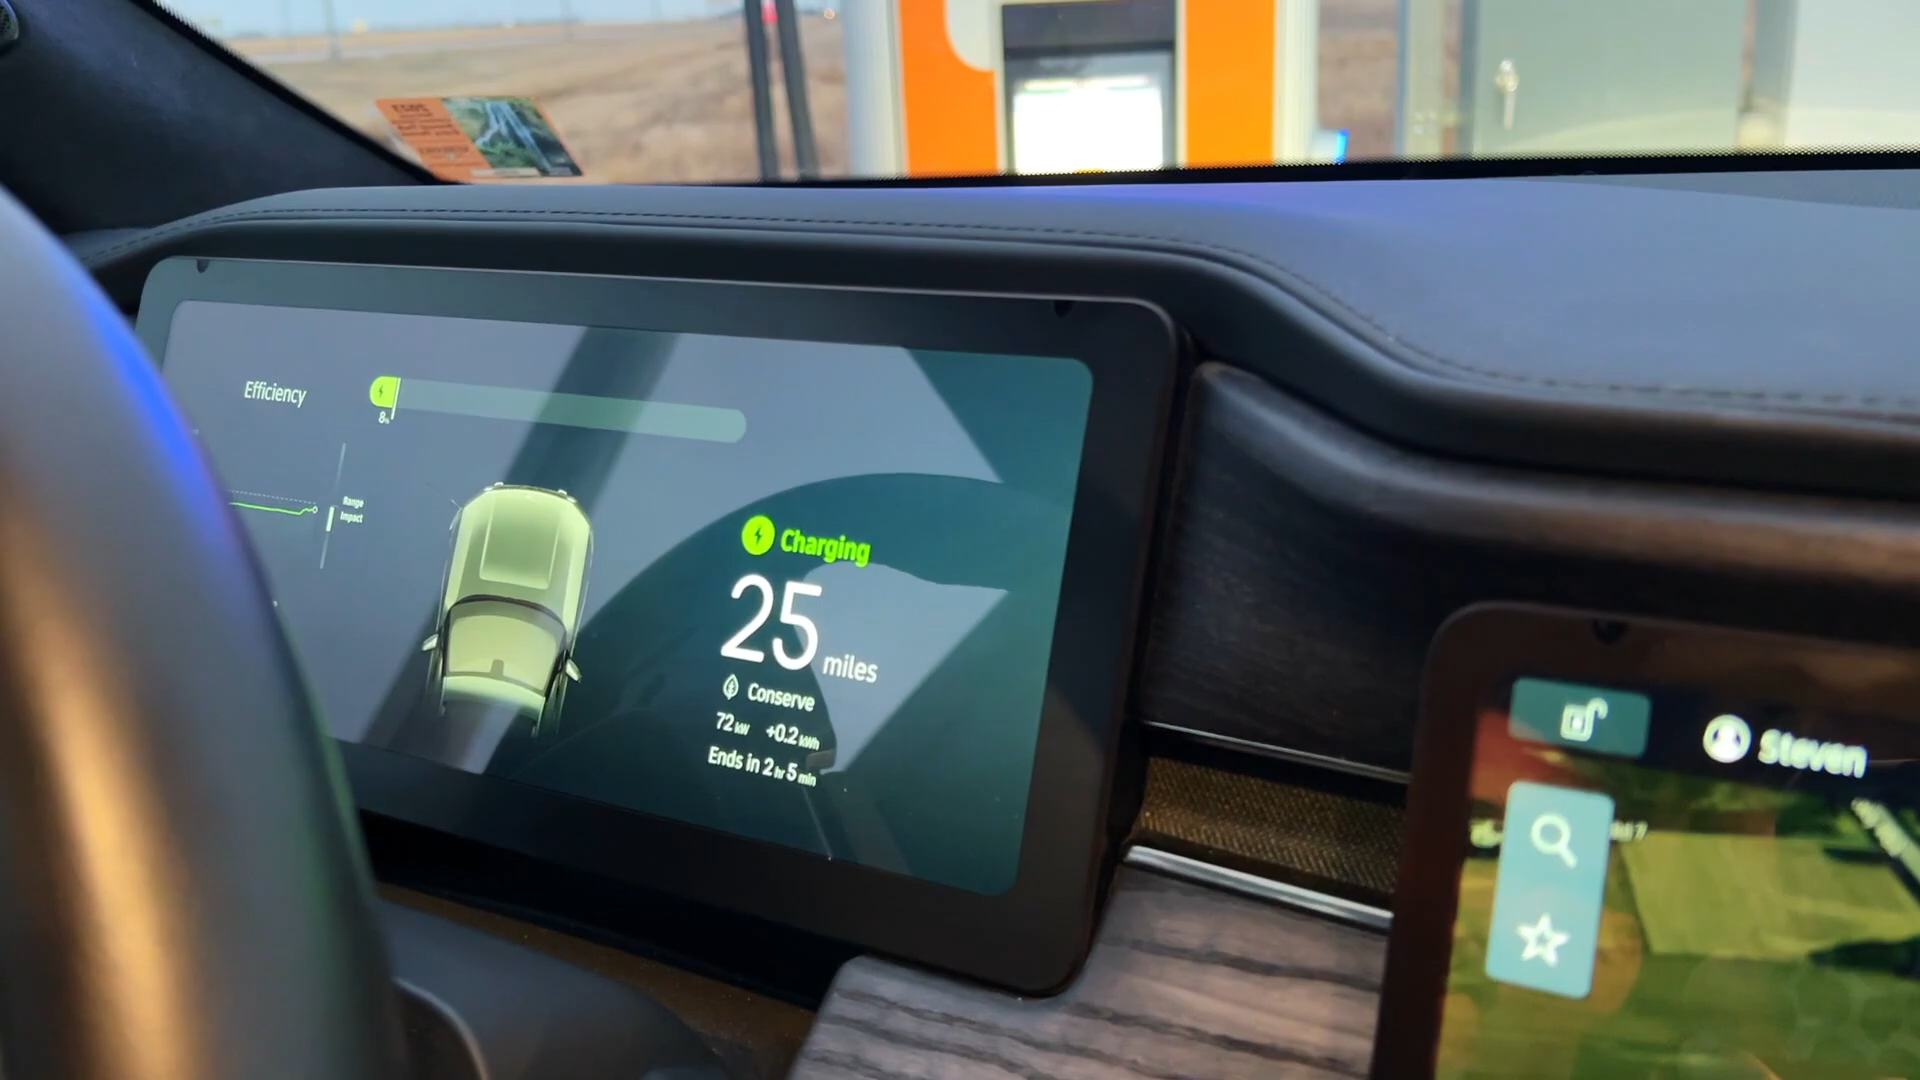 Efficiency
8%
Range
Impact
Charging
25 miles
Conserve
72 kW +0.2 kWh
Ends in 2 hr 5 min
Steven